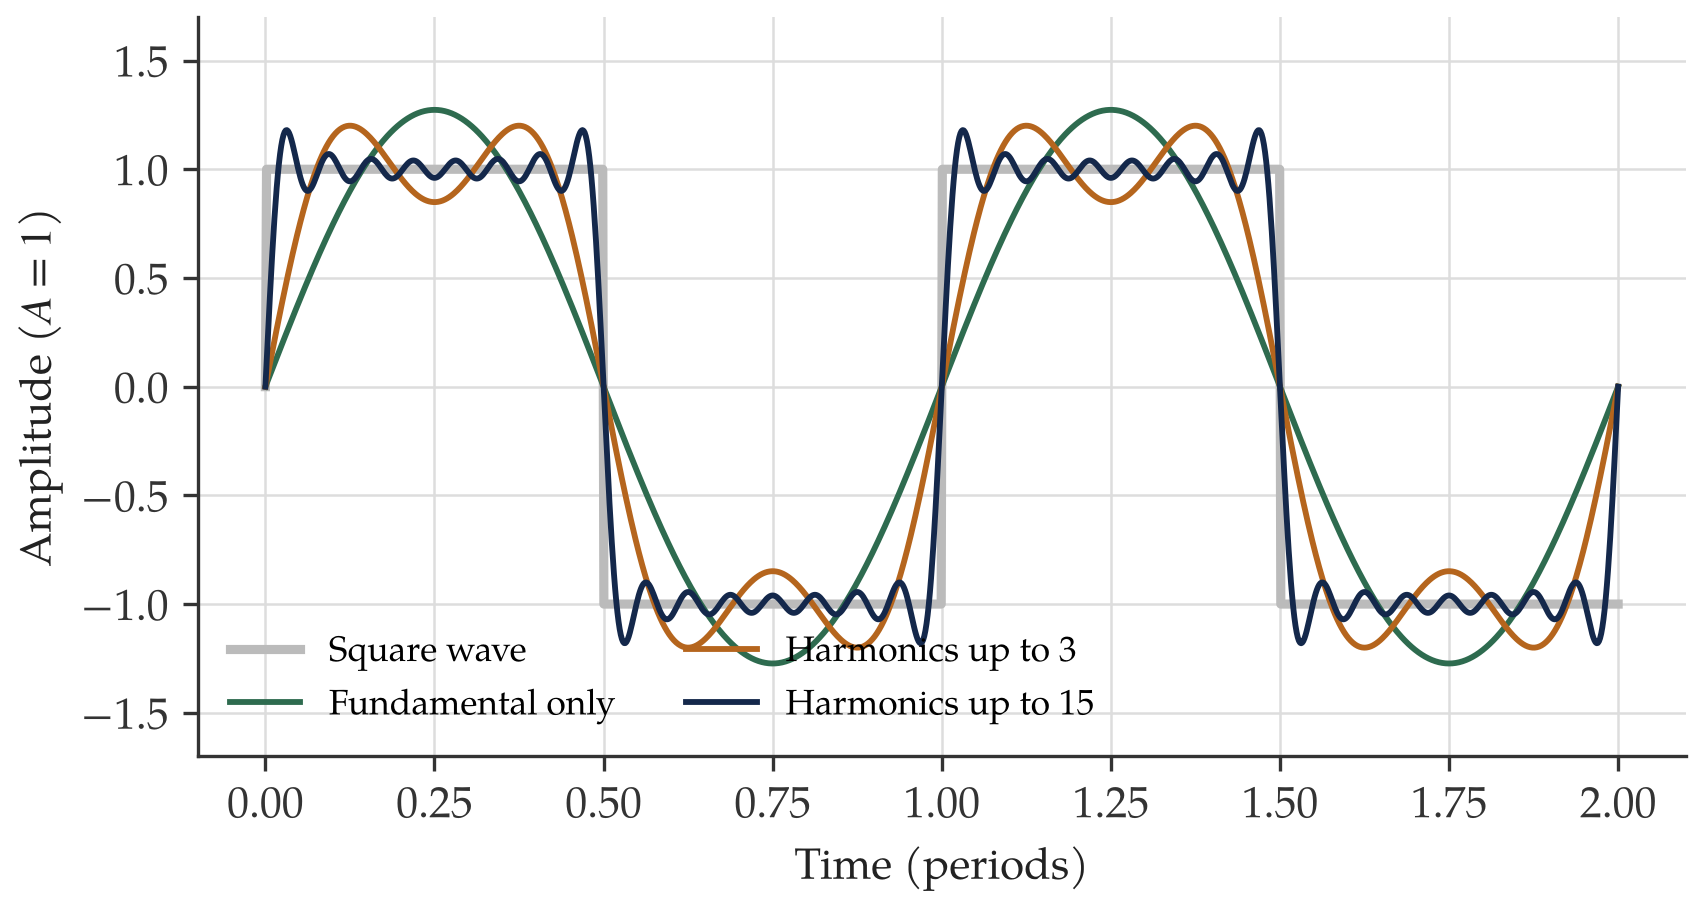 1.5
1.0
0.5
0.0
−0.5
−1.0
−1.5
Amplitude (A = 1)
Square wave
Fundamental only
Harmonics up to 3
Harmonics up to 15
0.00 0.25 0.50 0.75 1.00 1.25 1.50 1.75 2.00
Time (periods)